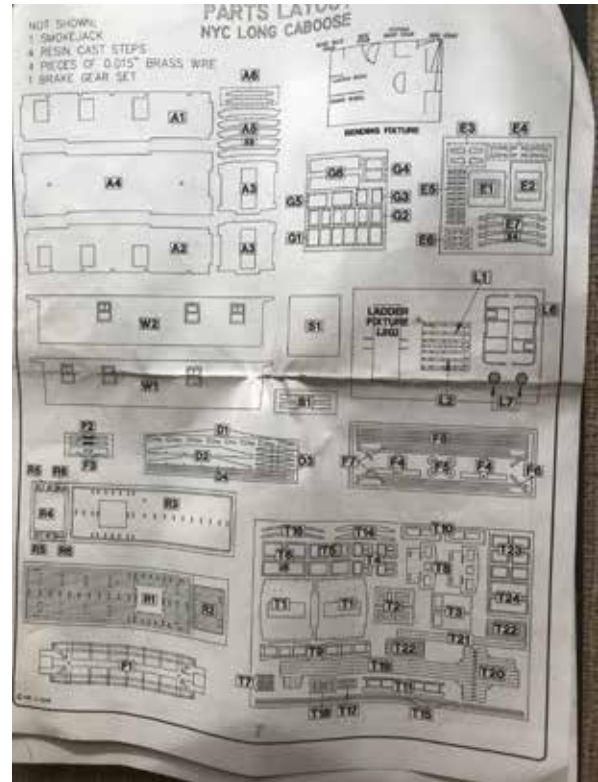 PARTS LAYOUT
NYC LONG CABOOSE
NOT SHOWN:
1 SMOKEJACK
4 RESIN CAST STEPS
4 PIECES OF 0.015" BRASS WIRE
1 BRAKE GEAR SET
BENDING FIXTURE
A6
A1
A5
A4
A3
A2
A3
E3 E4
G6 G4
G5 G3
G2
G1
E5 E1 E2
E7
E6
L1
W2
S1
LADDER
FIXTURE
(JIG)
L6
W1
S1
L2 L7
F2
F3
D1
D2 D3
D4
F7 F4 F5 F4 F6
R5 R6
R4 R3
R5 R6
R1 R2
F1
T16 T14 T10
T6 T5 T4 T8 T23
T1 T1 T2 T3 T24
T22
T9 T22 T21
T19 T20
T7 T11
T18 T17 T15